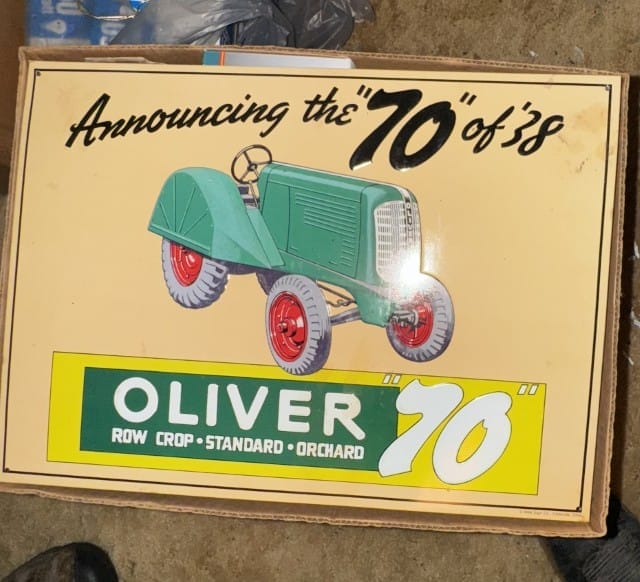 Announcing the "70" of '38
OLIVER "70"
ROW CROP • STANDARD • ORCHARD